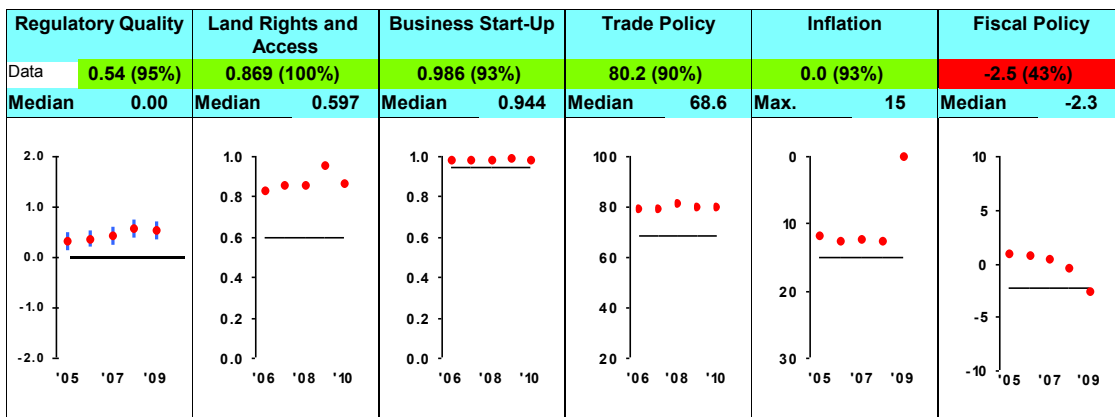 Regulatory Quality
Land Rights and
Access
Business Start-Up
Trade Policy
Inflation
Fiscal Policy
Data 0.54 (95%)
0.869 (100%)
0.986 (93%)
80.2 (90%)
0.0 (93%)
-2.5 (43%)
Median 0.00
Median 0.597
Median 0.944
Median 68.6
Max. 15
Median -2.3
2.0
1.0
0.0
-1.0
-2.0
'05 '07 '09
1.0
0.8
0.6
0.4
0.2
0.0
'06 '08 '10
1.0
0.8
0.6
0.4
0.2
0.0
'06 '08 '10
100
80
60
40
20
'06 '08 '10
0
10
20
30
'05 '07 '09
10
5
0
-5
-10
'05 '07 '09